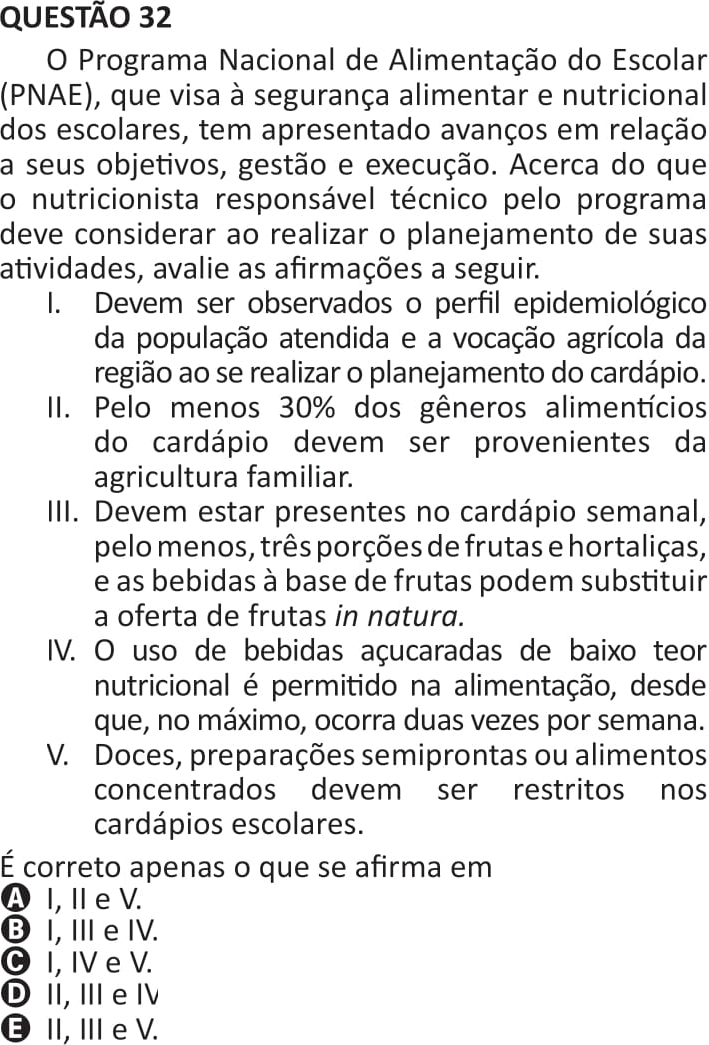 QUESTÃO 32
O Programa Nacional de Alimentação do Escolar
(PNAE), que visa à segurança alimentar e nutricional
dos escolares, tem apresentado avanços em relação
a seus objetivos, gestão e execução. Acerca do que
o nutricionista responsável técnico pelo programa
deve considerar ao realizar o planejamento de suas
atividades, avalie as afirmações a seguir.
I. Devem ser observados o perfil epidemiológico
da população atendida e a vocação agrícola da
região ao se realizar o planejamento do cardápio.
II. Pelo menos 30% dos gêneros alimentícios
do cardápio devem ser provenientes da
agricultura familiar.
III. Devem estar presentes no cardápio semanal,
pelo menos, três porções de frutas e hortaliças,
e as bebidas à base de frutas podem substituir
a oferta de frutas in natura.
IV. O uso de bebidas açucaradas de baixo teor
nutricional é permitido na alimentação, desde
que, no máximo, ocorra duas vezes por semana.
V. Doces, preparações semiprontas ou alimentos
concentrados devem ser restritos nos
cardápios escolares.
É correto apenas o que se afirma em
A I, II e V.
B I, III e IV.
C I, IV e V.
D II, III e IV
E II, III e V.